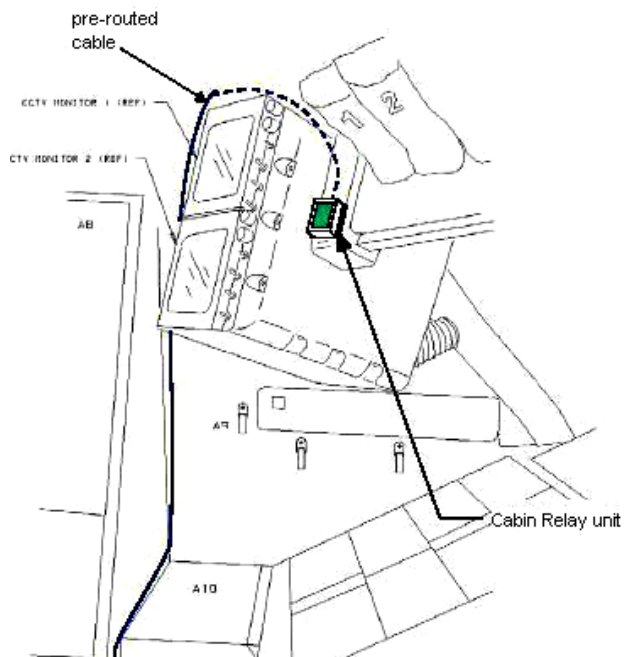 pre-routed
cable
CCTV MONITOR 1 (REF)
CTV MONITOR 2 (REF)
1
2
A8
A9
Cabin Relay unit
A10